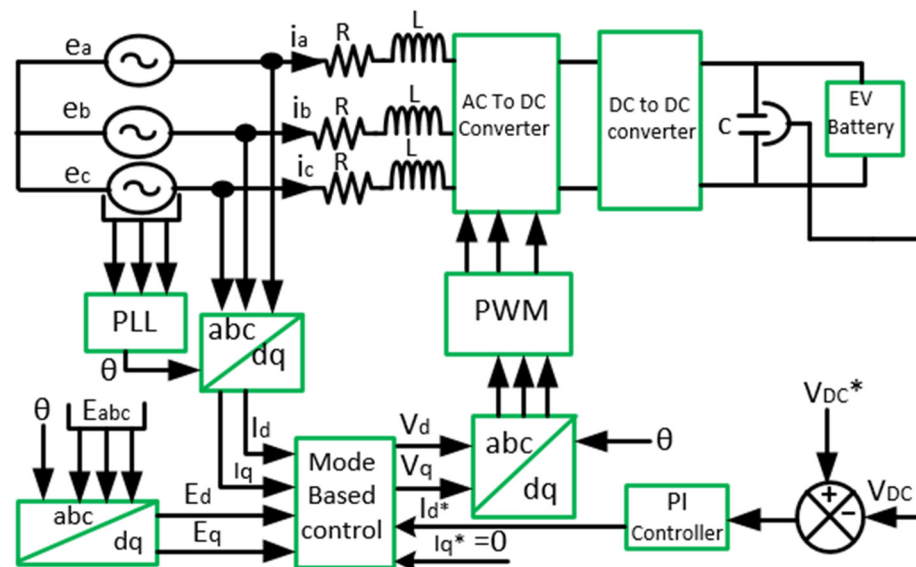 ea
ia
R
L
eb
ib
R
L
ec
ic
R
L
AC To DC
Converter
DC to DC
converter
C
EV
Battery
PLL
θ
abc
dq
PWM
θ
Eabc
abc
dq
Id
Iq
Ed
Eq
Mode
Based
control
Vd
Vq
Id*
Iq* =0
abc
dq
θ
PI
Controller
VDC*
+
−
VDC